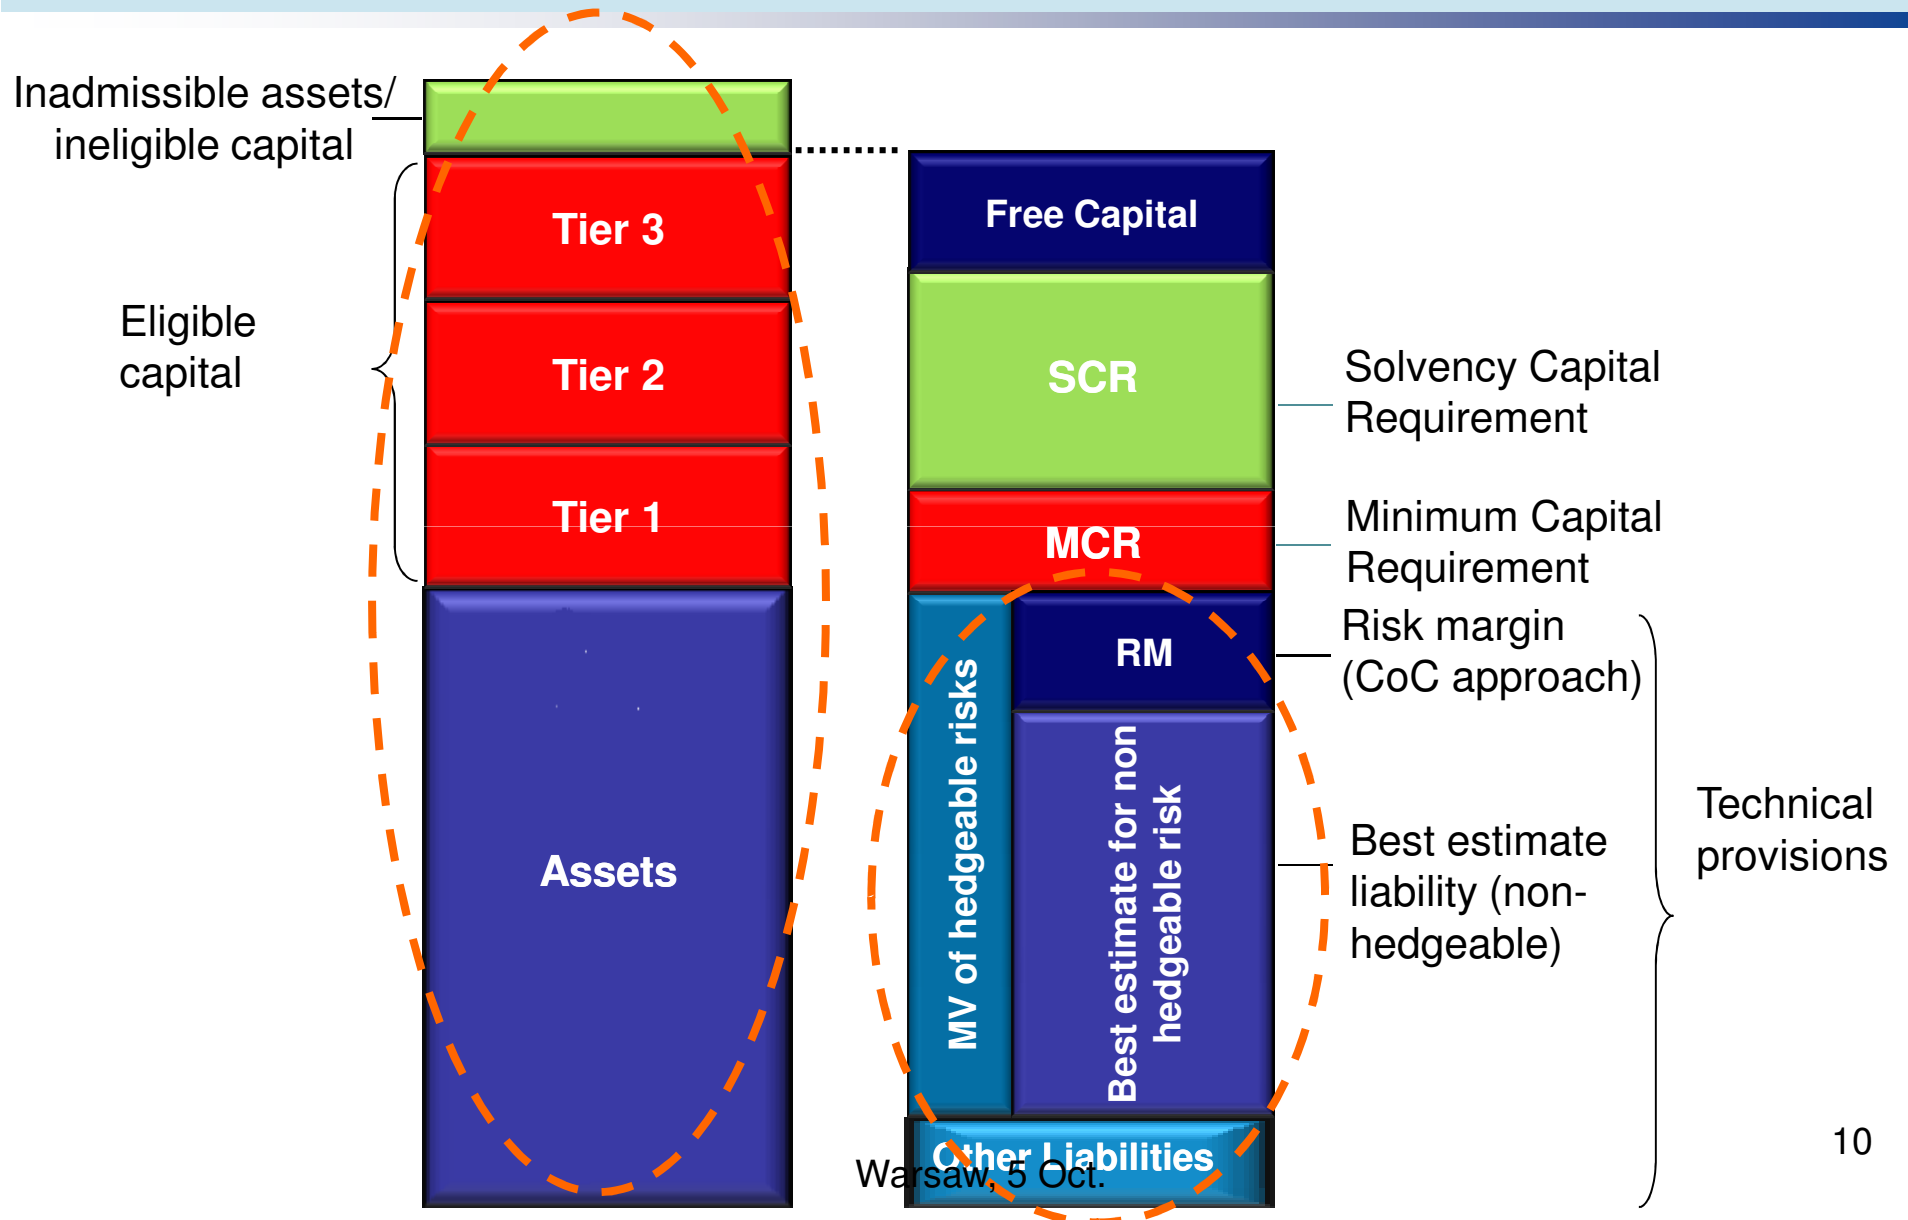 Inadmissible assets/
ineligible capital
Eligible
capital
Tier 3
Tier 2
Tier 1
Assets
Free Capital
SCR
MCR
RM
MV of hedgeable risks
Best estimate for non
hedgeable risk
Other Liabilities
Solvency Capital
Requirement
Minimum Capital
Requirement
Risk margin
(CoC approach)
Best estimate
liability (non-
hedgeable)
Technical
provisions
Warsaw, 5 Oct.
10